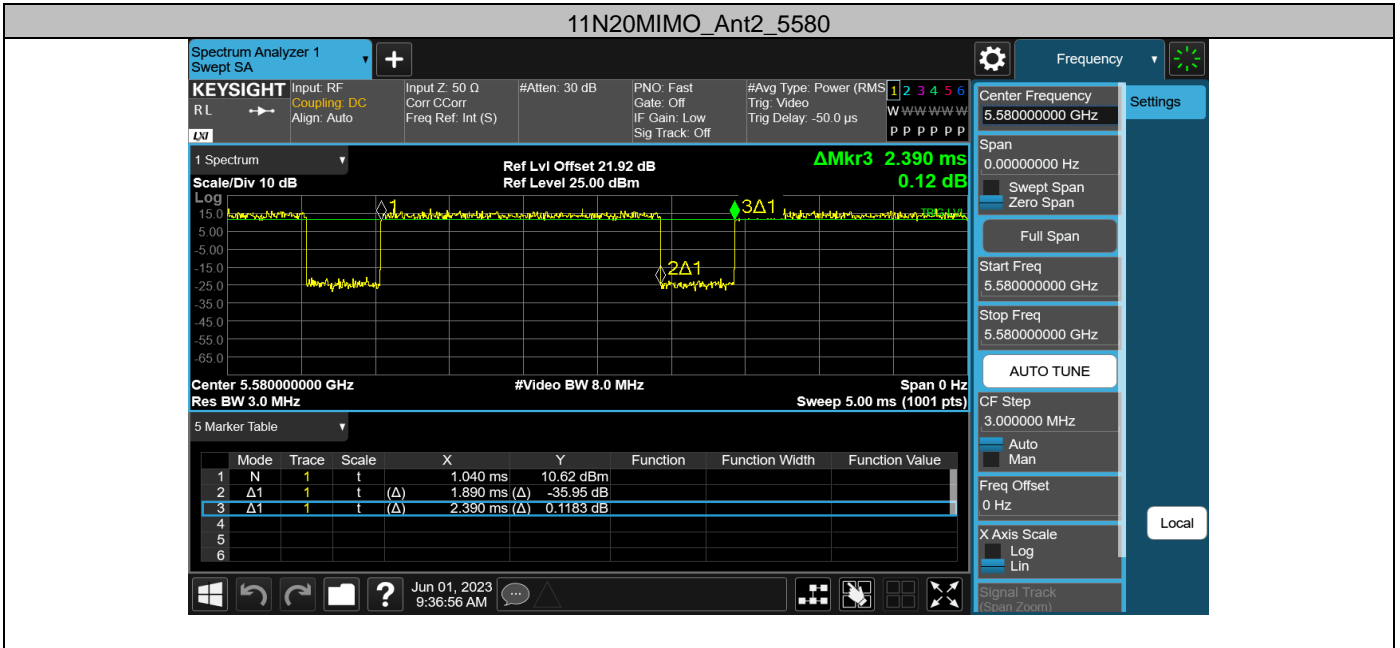 11N20MIMO_Ant2_5580
Spectrum Analyzer 1
Swept SA
+
Frequency
KEYSIGHT
R L
LXI
Input: RF
Coupling: DC
Align: Auto
Input Z: 50 Ω
Corr CCorr
Freq Ref: Int (S)
#Atten: 30 dB
PNO: Fast
Gate: Off
IF Gain: Low
Sig Track: Off
#Avg Type: Power (RMS
Trig: Video
Trig Delay: -50.0 µs
1 2 3 4 5 6
W W W W W W
P P P P P P
1 Spectrum
Scale/Div 10 dB
Log
Ref Lvl Offset 21.92 dB
Ref Level 25.00 dBm
ΔMkr3 2.390 ms
0.12 dB
15.0
5.00
-5.00
-15.0
-25.0
-35.0
-45.0
-55.0
-65.0
1
2Δ1
3Δ1
TRIG LVL
Center 5.580000000 GHz
#Video BW 8.0 MHz
Span 0 Hz
Res BW 3.0 MHz
Sweep 5.00 ms (1001 pts)
5 Marker Table
Mode Trace Scale X Y Function Function Width Function Value
1 N 1 t 1.040 ms 10.62 dBm
2 Δ1 1 t (Δ) 1.890 ms (Δ) -35.95 dB
3 Δ1 1 t (Δ) 2.390 ms (Δ) 0.1183 dB
4
5
6
?
Jun 01, 2023
9:36:56 AM
Center Frequency
5.580000000 GHz
Span
0.00000000 Hz
Swept Span
Zero Span
Full Span
Start Freq
5.580000000 GHz
Stop Freq
5.580000000 GHz
AUTO TUNE
CF Step
3.000000 MHz
Auto
Man
Freq Offset
0 Hz
X Axis Scale
Log
Lin
Signal Track
(Span Zoom)
Settings
Local